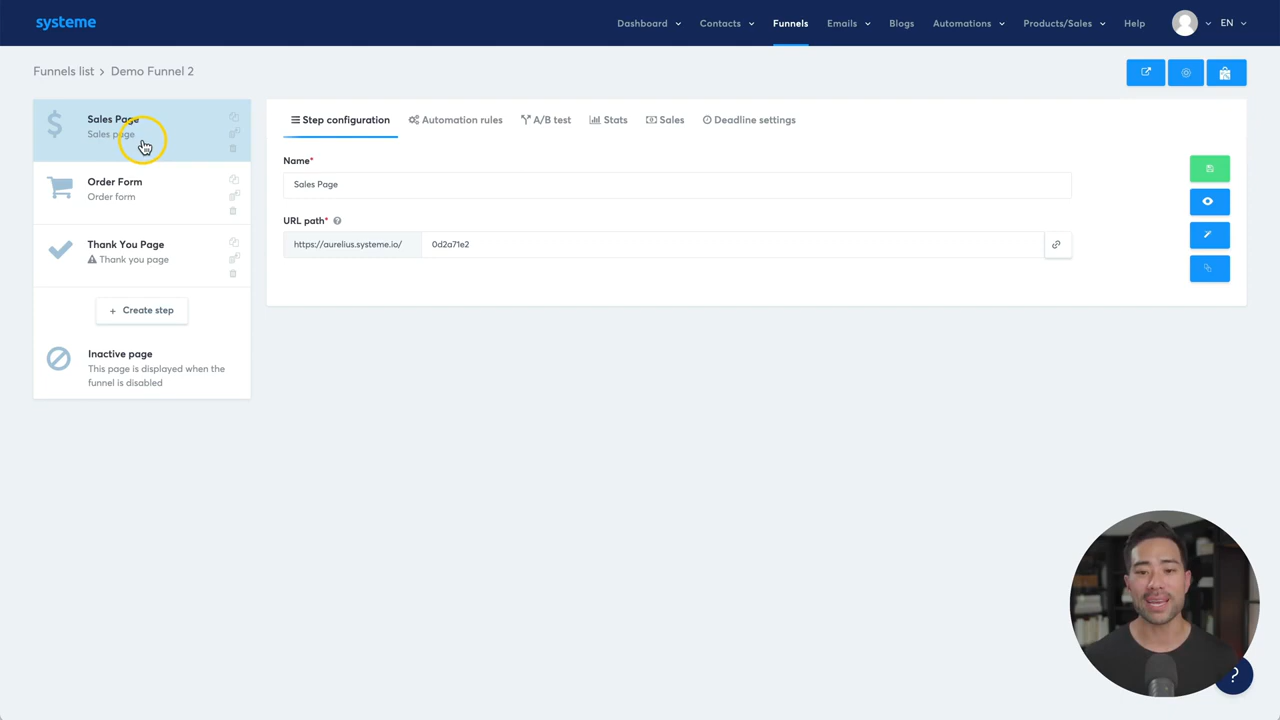 systeme
Dashboard
Contacts
Funnels
Emails
Blogs
Automations
Products/Sales
Help
EN
Funnels list > Demo Funnel 2
Sales Page
Sales page
Order Form
Order form
Thank You Page
Thank you page
+ Create step
Inactive page
This page is displayed when the
funnel is disabled
Step configuration
Automation rules
A/B test
Stats
Sales
Deadline settings
Name*
Sales Page
URL path* ?
https://aurelius.systeme.io/ 0d2a71e2
?